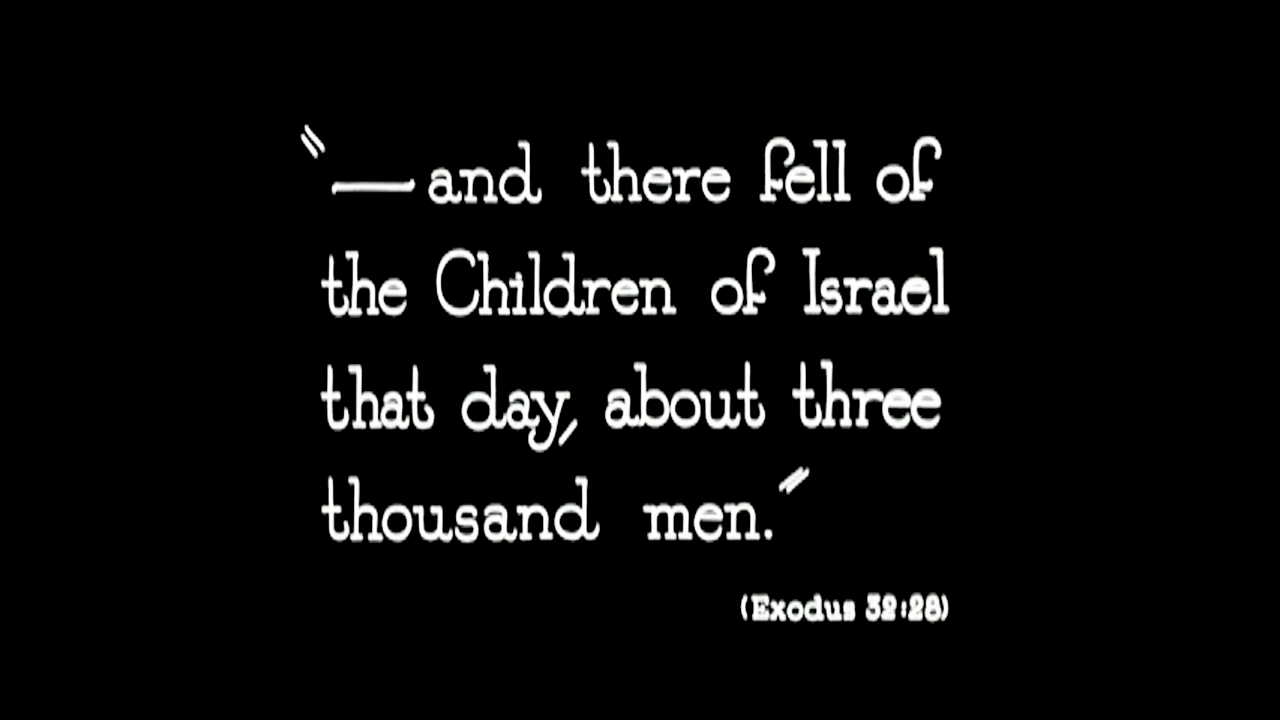 "—and there fell of
the Children of Israel
that day, about three
thousand men."
(Exodus 32:28)